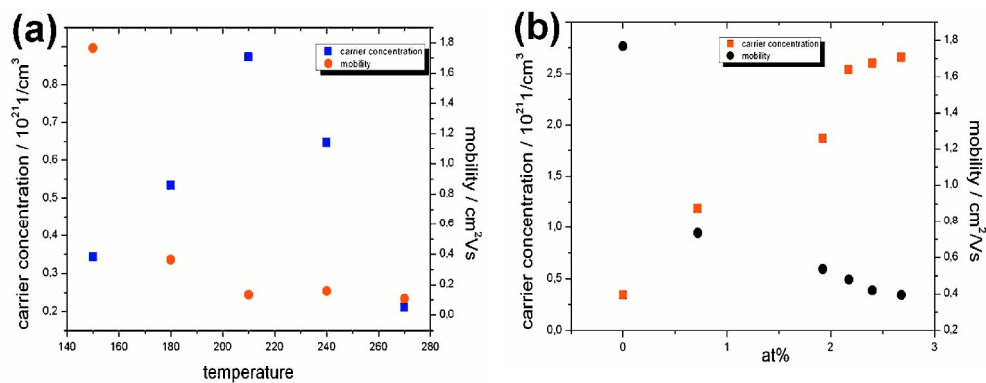 (a)
carrier concentration
mobility
carrier concentration / 10²¹1/cm³
0,9
0,8
0,7
0,6
0,5
0,4
0,3
0,2
1,8
1,6
1,4
1,2
1,0
0,8
0,6
0,4
0,2
0,0
mobility / cm²Vs
140 160 180 200 220 240 260 280
temperature
(b)
carrier concentration
mobility
carrier concentration / 10²¹1/cm³
2,5
2,0
1,5
1,0
0,5
0,0
1,8
1,6
1,4
1,2
1,0
0,8
0,6
0,4
0,2
mobility / cm²/Vs
0 1 2 3
at%